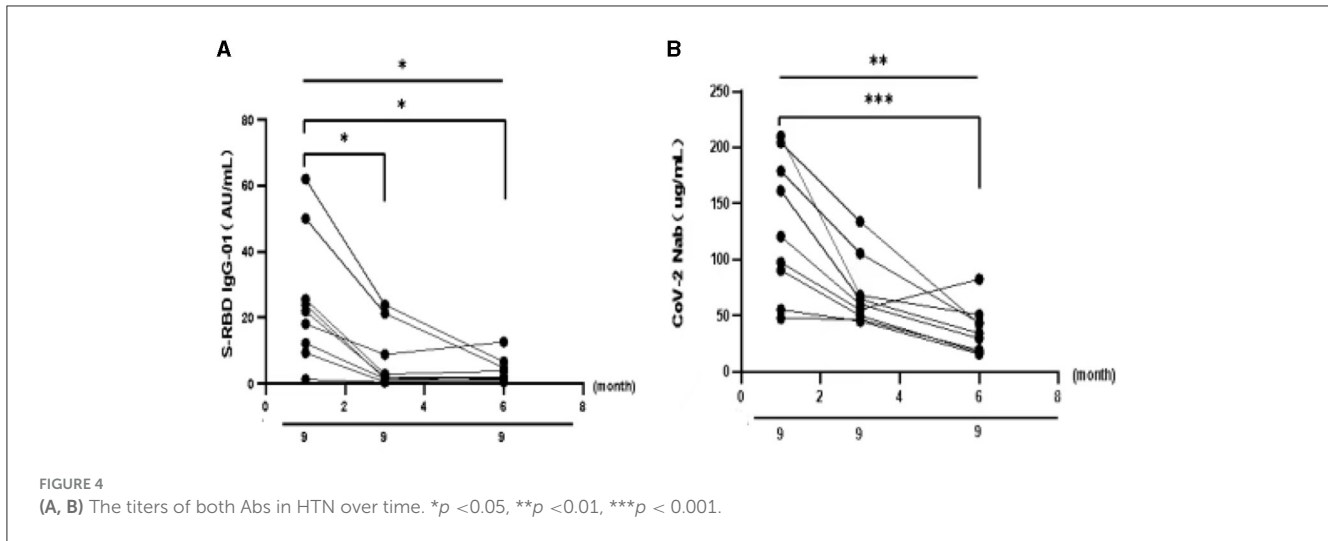 A
B
*
*
*
**
***
S-RBD IgG-01 (AU/mL)
80
60
40
20
0
0 2 4 6 8
(month)
9 9 9
CoV-2 Nab ( ug/mL)
250
200
150
100
50
0
0 2 4 6 8
(month)
9 9 9
FIGURE 4
(A, B) The titers of both Abs in HTN over time. *p <0.05, **p <0.01, ***p < 0.001.